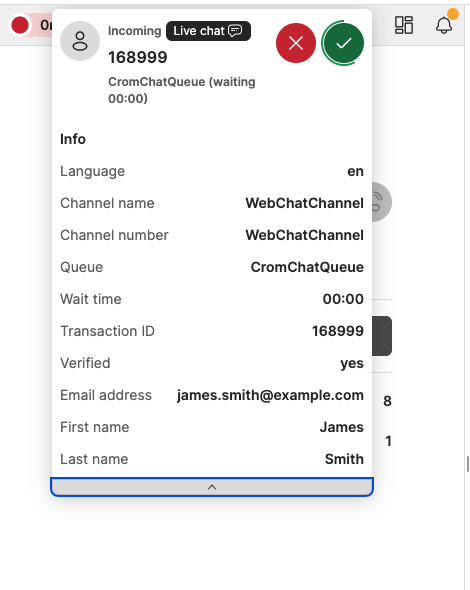 Incoming Live chat
168999
CromChatQueue (waiting
00:00)
Info
Language en
Channel name WebChatChannel
Channel number WebChatChannel
Queue CromChatQueue
Wait time 00:00
Transaction ID 168999
Verified yes
Email address james.smith@example.com
8
First name James
1
Last name Smith